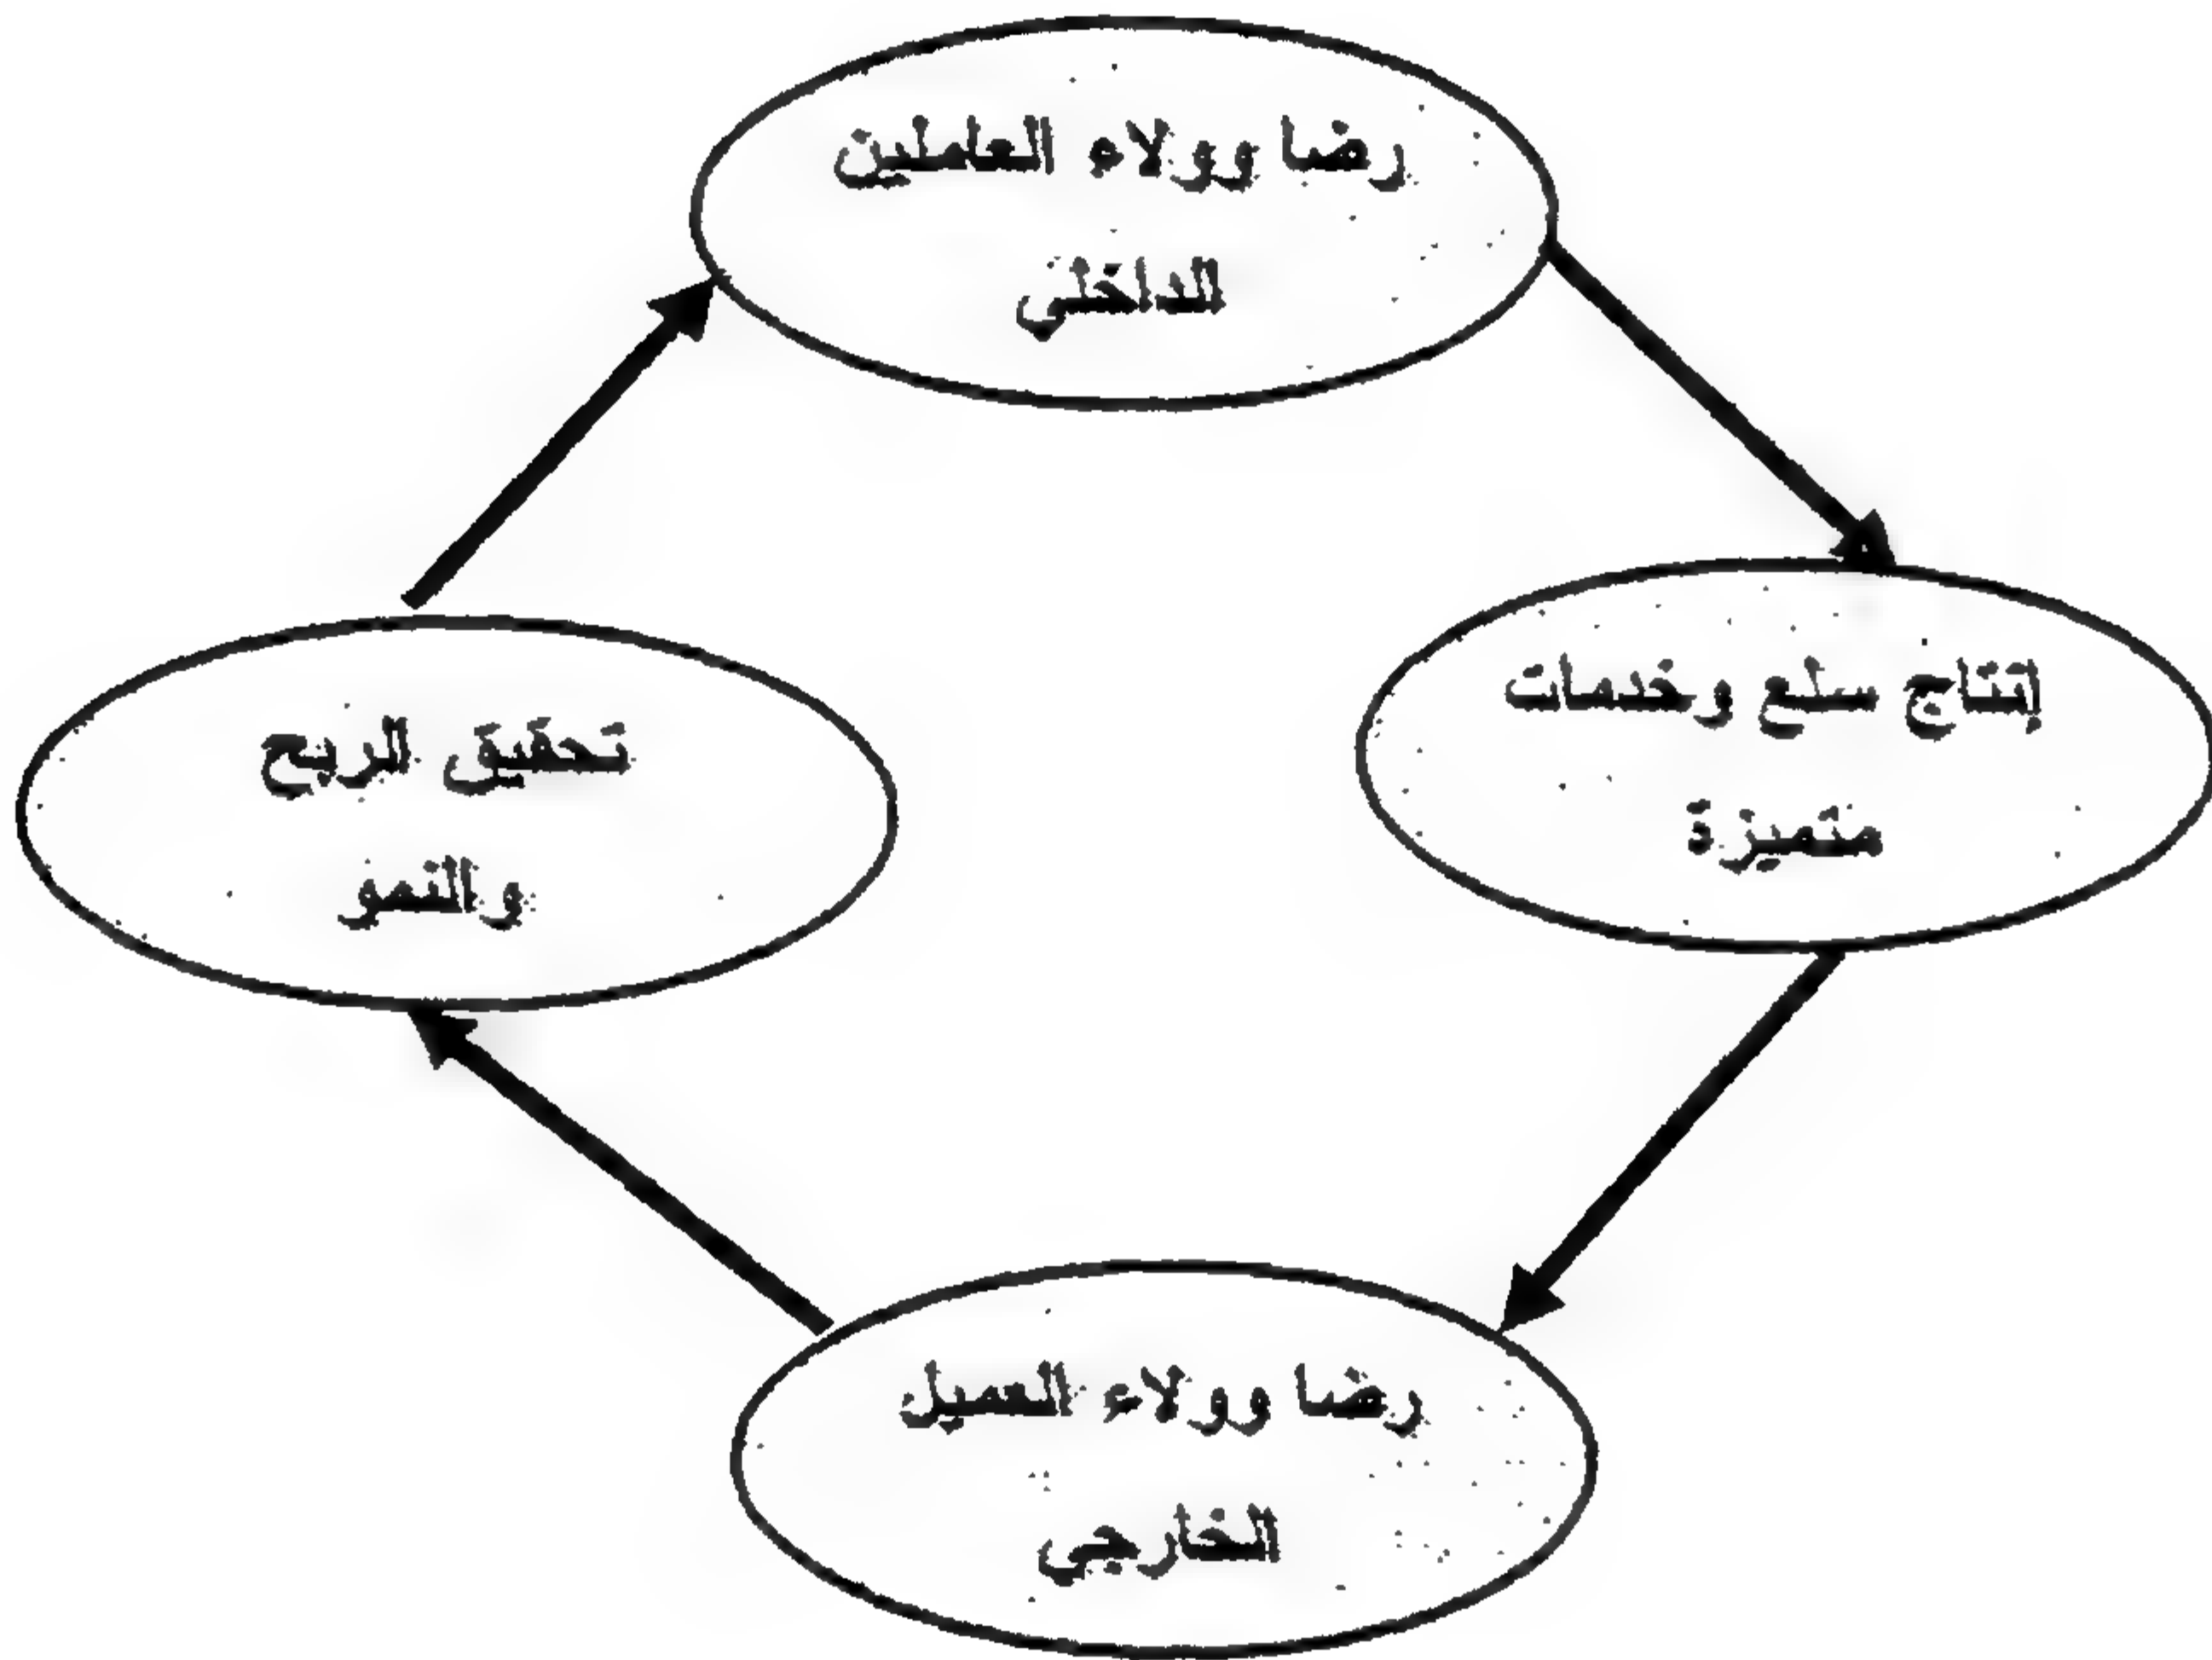 رضا وولاء العاملين
الداخلي
إنتاج سلع وخدمات
متميزة
تحقيق الربح
والنمو
رضا وولاء العميل
الخارجي